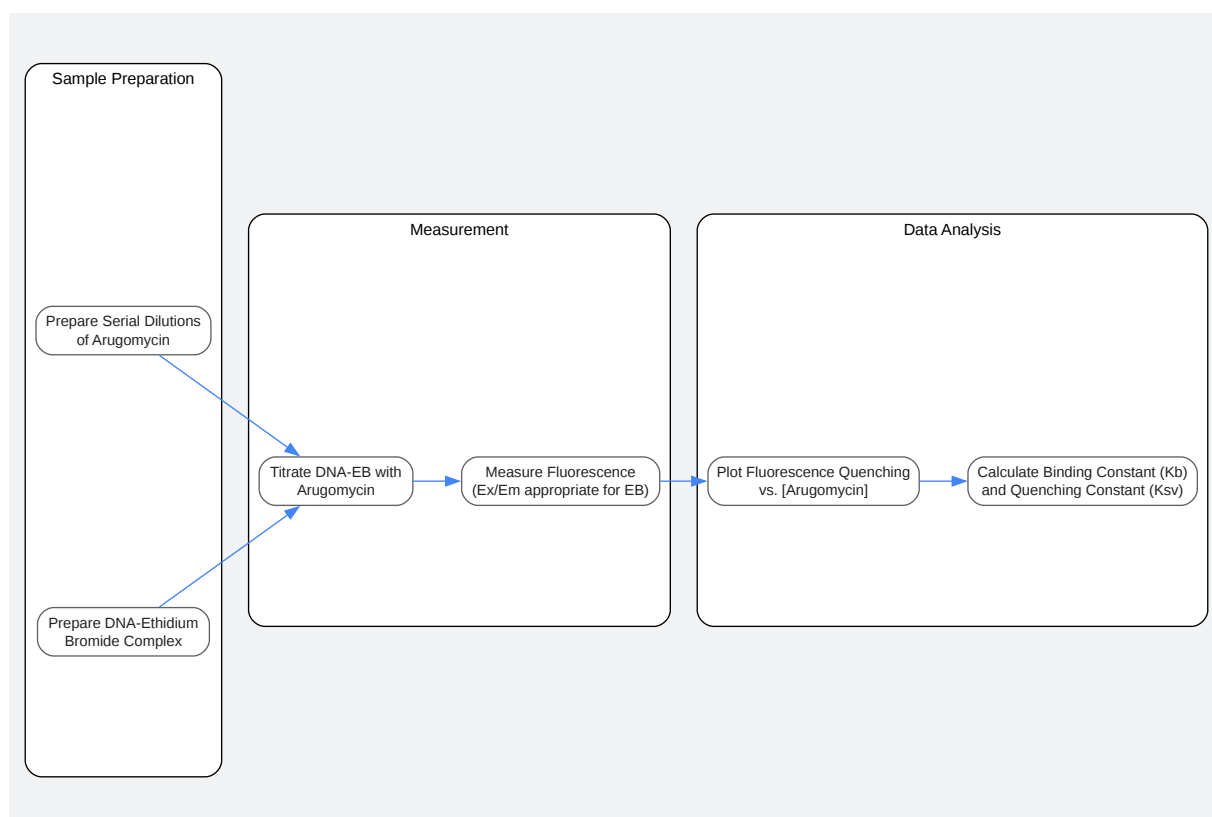 Sample Preparation
Prepare Serial Dilutions
of Arugomycin
Prepare DNA-Ethidium
Bromide Complex
Measurement
Titrate DNA-EB with
Arugomycin
Measure Fluorescence
(Ex/Em appropriate for EB)
Data Analysis
Plot Fluorescence Quenching
vs. [Arugomycin]
Calculate Binding Constant (Kb)
and Quenching Constant (Ksv)